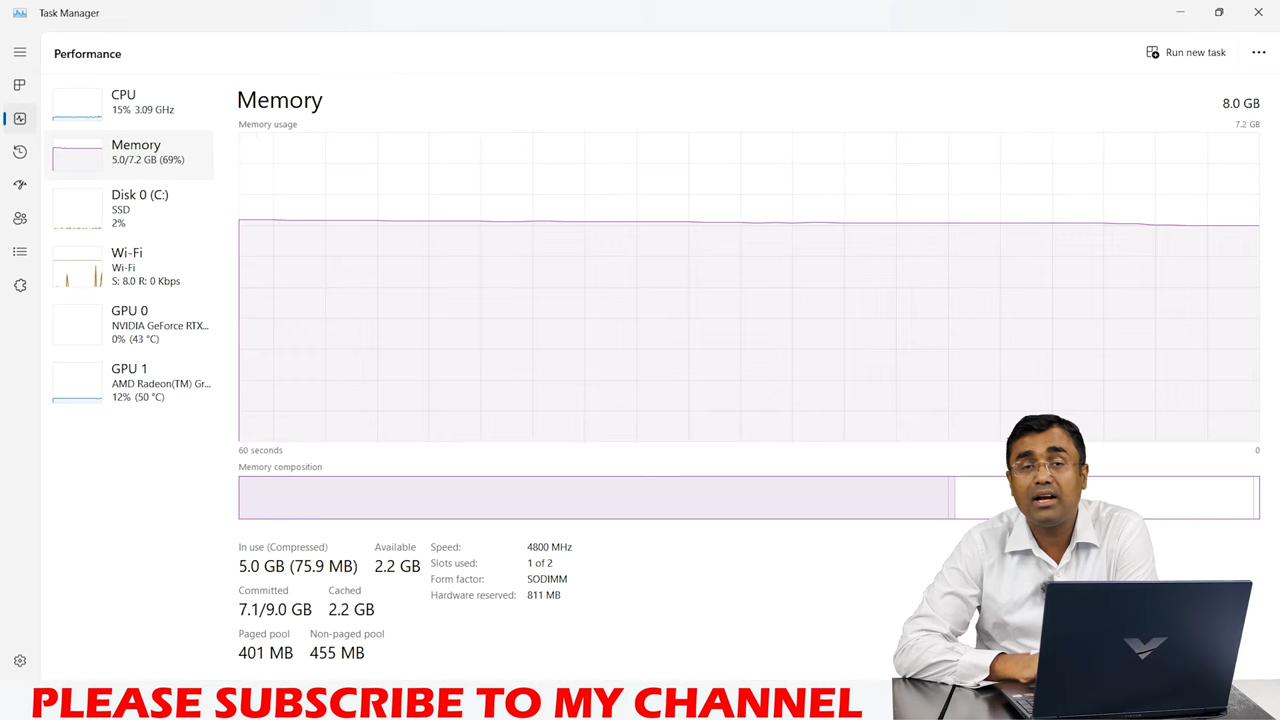 Task Manager
Performance
Run new task
CPU
15% 3.09 GHz
Memory
5.0/7.2 GB (69%)
Disk 0 (C:)
SSD
2%
Wi-Fi
Wi-Fi
S: 8.0 R: 0 Kbps
GPU 0
NVIDIA GeForce RTX...
0% (43 °C)
GPU 1
AMD Radeon(TM) Gr...
12% (50 °C)
Memory
8.0 GB
Memory usage
7.2 GB
60 seconds
0
Memory composition
In use (Compressed)
5.0 GB (75.9 MB)
Available
2.2 GB
Committed
7.1/9.0 GB
Cached
2.2 GB
Paged pool
401 MB
Non-paged pool
455 MB
Speed: 4800 MHz
Slots used: 1 of 2
Form factor: SODIMM
Hardware reserved: 811 MB
PLEASE SUBSCRIBE TO MY CHANNEL